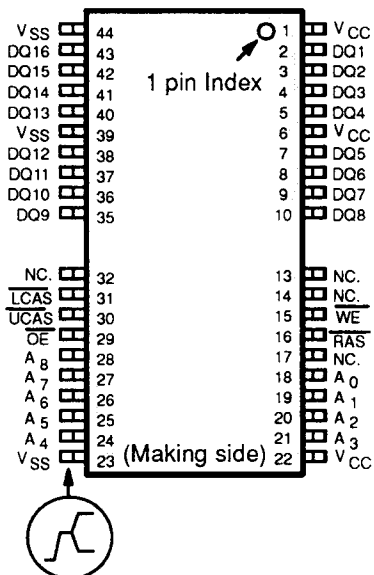 VSS 44 1 VCC
DQ16 43 2 DQ1
DQ15 42 3 DQ2
DQ14 41 1 pin Index 4 DQ3
DQ13 40 5 DQ4
VSS 39 6 VCC
DQ12 38 7 DQ5
DQ11 37 8 DQ6
DQ10 36 9 DQ7
DQ9 35 10 DQ8
NC. 32 13 NC.
LCAS 31 14 NC.
UCAS 30 15 WE
OE 29 16 RAS
A8 28 17 NC.
A7 27 18 A0
A6 26 19 A1
A5 25 20 A2
A4 24 21 A3
VSS 23 (Making side) 22 VCC